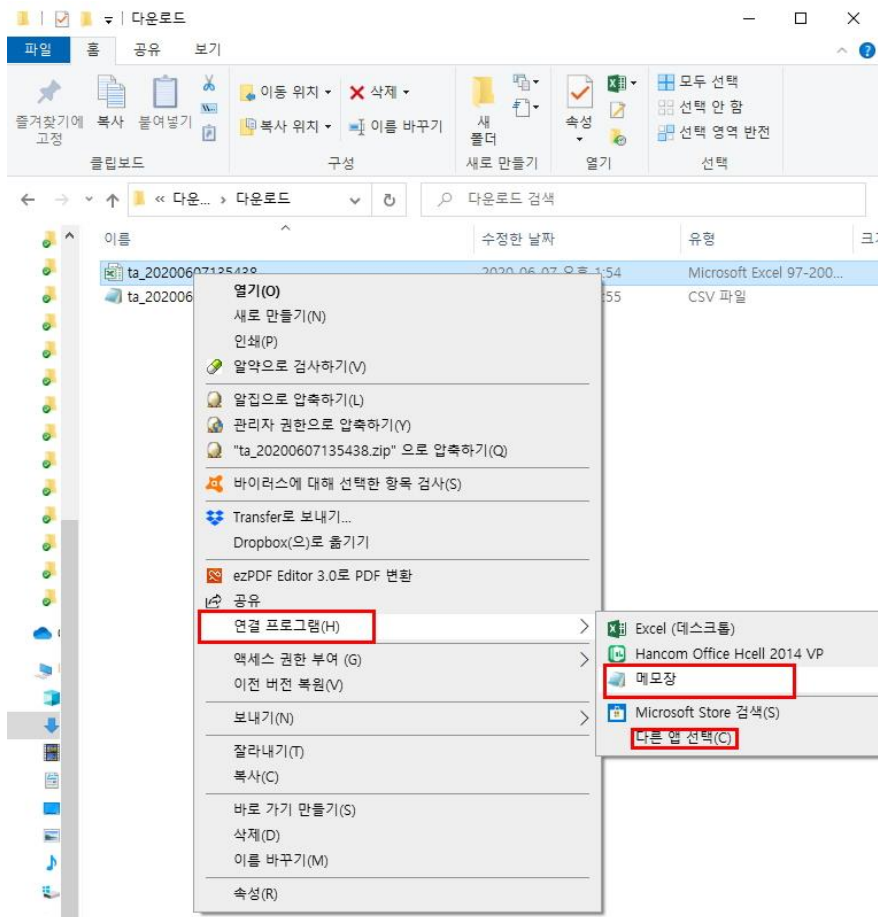 다운로드
파일 홈 공유 보기
즐겨찾기에 고정
복사
붙여넣기
이동 위치
복사 위치
삭제
이름 바꾸기
새 폴더
속성
모두 선택
선택 안 함
선택 영역 반전
클립보드 구성 새로 만들기 열기 선택
« 다운... › 다운로드
다운로드 검색
이름 수정한 날짜 유형
ta_20200607135438 2020-06-07 오후 1:54 Microsoft Excel 97-200...
ta_202006 :55 CSV 파일
열기(O)
새로 만들기(N)
인쇄(P)
알약으로 검사하기(V)
알집으로 압축하기(L)
관리자 권한으로 압축하기(Y)
"ta_20200607135438.zip" 으로 압축하기(Q)
바이러스에 대해 선택한 항목 검사(S)
Transfer로 보내기...
Dropbox(으)로 옮기기
ezPDF Editor 3.0로 PDF 변환
공유
연결 프로그램(H)
액세스 권한 부여 (G)
이전 버전 복원(V)
보내기(N)
잘라내기(T)
복사(C)
바로 가기 만들기(S)
삭제(D)
이름 바꾸기(M)
속성(R)
Excel (데스크톱)
Hancom Office Hcell 2014 VP
메모장
Microsoft Store 검색(S)
다른 앱 선택(C)